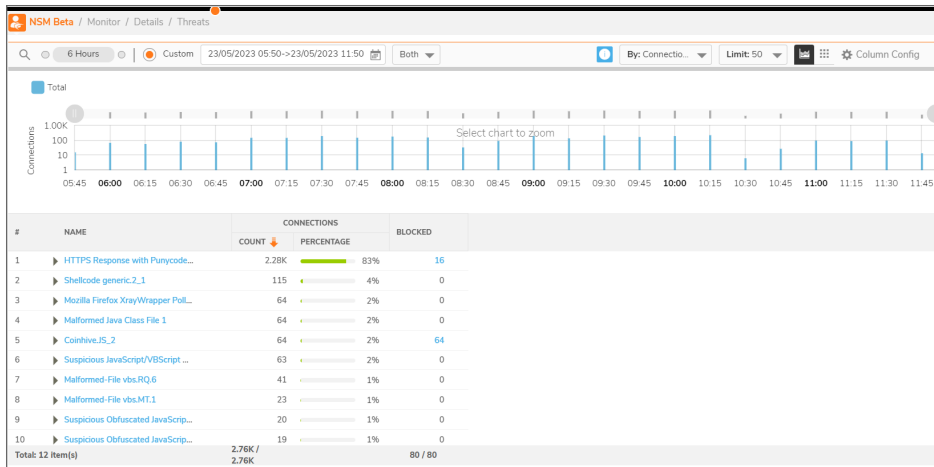 NSM Beta / Monitor / Details / Threats
6 Hours Custom 23/05/2023 05:50->23/05/2023 11:50 Both By: Connectio... Limit: 50 Column Config
Total
Select chart to zoom
Connections
1.00K
100
10
1
05:45 06:00 06:15 06:30 06:45 07:00 07:15 07:30 07:45 08:00 08:15 08:30 08:45 09:00 09:15 09:30 09:45 10:00 10:15 10:30 10:45 11:00 11:15 11:30 11:45
# NAME CONNECTIONS BLOCKED
COUNT PERCENTAGE
1 HTTPS Response with Punycode... 2.28K 83% 16
2 Shellcode generic.2_1 115 4% 0
3 Mozilla Firefox XrayWrapper Poll... 64 2% 0
4 Malformed Java Class File 1 64 2% 0
5 Coinhive.JS_2 64 2% 64
6 Suspicious JavaScript/VBScript ... 63 2% 0
7 Malformed-File vbs.RQ.6 41 1% 0
8 Malformed-File vbs.MT.1 23 1% 0
9 Suspicious Obfuscated JavaScrip... 20 1% 0
10 Suspicious Obfuscated JavaScrip... 19 1% 0
Total: 12 item(s) 2.76K / 80 / 80
2.76K